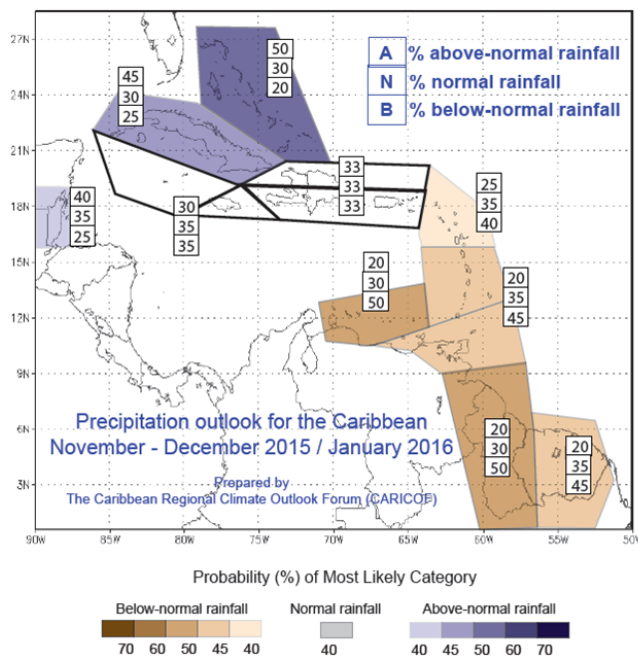 27N
24N
21N
18N
15N
12N
9N
6N
3N
90W
85W
80W
75W
70W
65W
60W
55W
50W
A % above-normal rainfall
N % normal rainfall
B % below-normal rainfall
50
30
20
45
30
25
33
33
33
40
35
25
30
35
35
25
35
40
20
30
50
20
35
45
20
30
50
20
35
45
Precipitation outlook for the Caribbean
November - December 2015 / January 2016
Prepared by
The Caribbean Regional Climate Outlook Forum (CARICOF)
Probability (%) of Most Likely Category
Below-normal rainfall Normal rainfall Above-normal rainfall
70 60 50 45 40 40 40 45 50 60 70